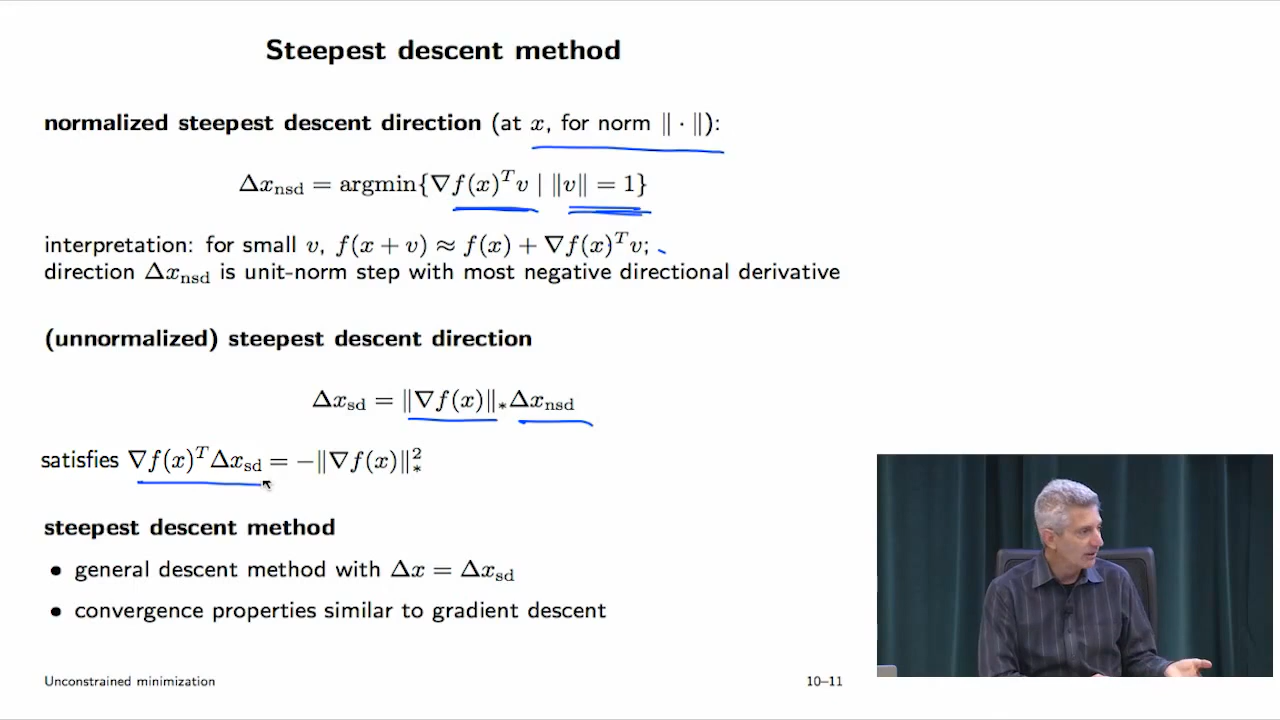 Steepest descent method
normalized steepest descent direction (at x, for norm ‖ · ‖):
Δx_nsd = argmin{∇f(x)^T v | ‖v‖ = 1}
interpretation: for small v, f(x + v) ≈ f(x) + ∇f(x)^T v;
direction Δx_nsd is unit-norm step with most negative directional derivative
(unnormalized) steepest descent direction
Δx_sd = ‖∇f(x)‖_* Δx_nsd
satisfies ∇f(x)^T Δx_sd = −‖∇f(x)‖_*^2
steepest descent method
• general descent method with Δx = Δx_sd
• convergence properties similar to gradient descent
Unconstrained minimization 10–11